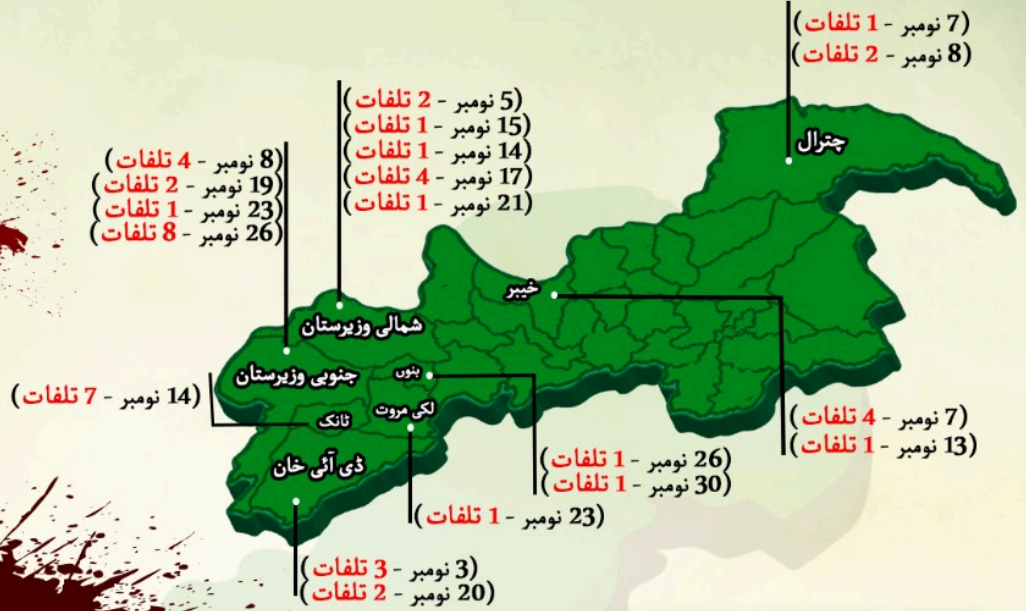 (7 نومبر - 1 تلفات)
(8 نومبر - 2 تلفات)
چترال
(5 نومبر - 2 تلفات)
(15 نومبر - 1 تلفات)
(14 نومبر - 1 تلفات)
(17 نومبر - 4 تلفات)
(21 نومبر - 1 تلفات)
(8 نومبر - 4 تلفات)
(19 نومبر - 2 تلفات)
(23 نومبر - 1 تلفات)
(26 نومبر - 8 تلفات)
خیبر
شمالی وزیرستان
جنوبی وزیرستان
بنوں
(14 نومبر - 7 تلفات)
لکی مروت
ٹانک
(7 نومبر - 4 تلفات)
(13 نومبر - 1 تلفات)
ڈی آئی خان
(26 نومبر - 1 تلفات)
(30 نومبر - 1 تلفات)
(23 نومبر - 1 تلفات)
(3 نومبر - 3 تلفات)
(20 نومبر - 2 تلفات)